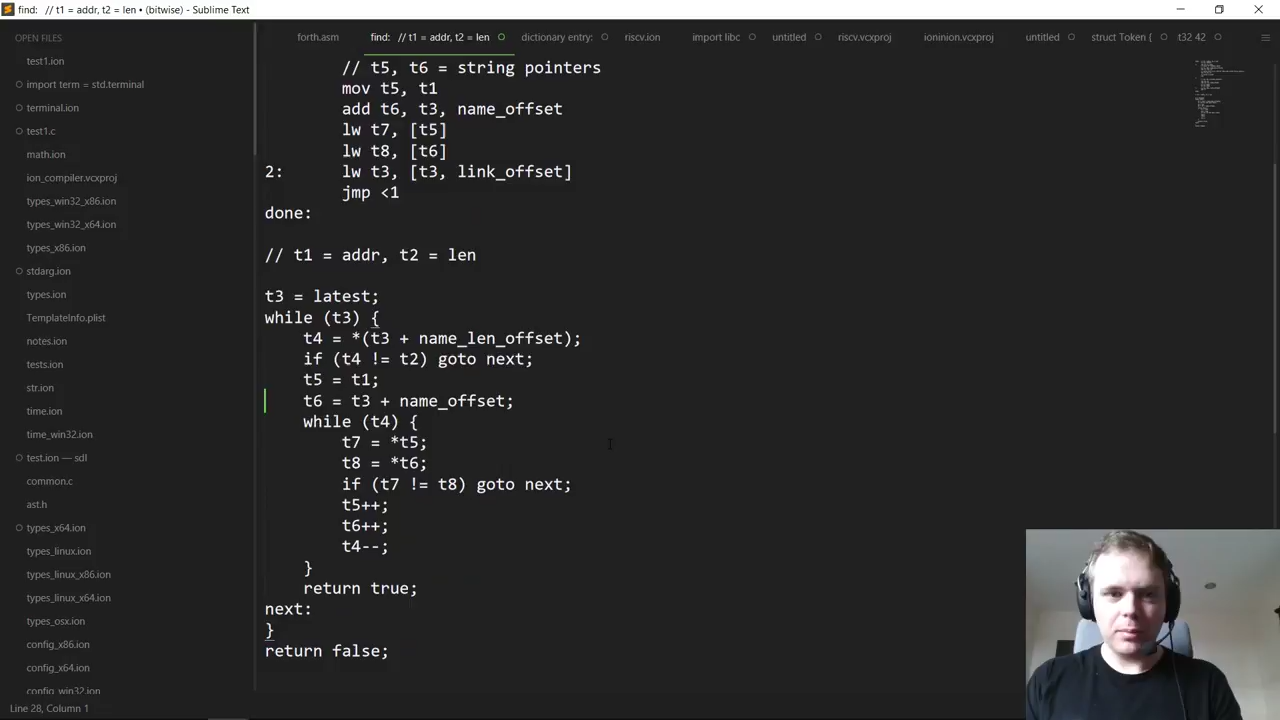 find:   // t1 = addr, t2 = len • (bitwise) - Sublime Text
OPEN FILES
test1.ion
import term = std.terminal
terminal.ion
test1.c
math.ion
ion_compiler.vcxproj
types_win32_x86.ion
types_win32_x64.ion
types_x86.ion
stdarg.ion
types.ion
TemplateInfo.plist
notes.ion
tests.ion
str.ion
time.ion
time_win32.ion
test.ion — sdl
common.c
ast.h
types_x64.ion
types_linux.ion
types_linux_x86.ion
types_linux_x64.ion
types_osx.ion
config_x86.ion
config_x64.ion
config_win32.ion
forth.asm
find:   // t1 = addr, t2 = len
dictionary entry:
riscv.ion
import libc
untitled
riscv.vcxproj
ioninion.vcxproj
untitled
struct Token {
t32 42
// t5, t6 = string pointers
mov t5, t1
add t6, t3, name_offset
lw t7, [t5]
lw t8, [t6]
2:      lw t3, [t3, link_offset]
jmp <1
done:
// t1 = addr, t2 = len
t3 = latest;
while (t3) {
t4 = *(t3 + name_len_offset);
if (t4 != t2) goto next;
t5 = t1;
t6 = t3 + name_offset;
while (t4) {
t7 = *t5;
t8 = *t6;
if (t7 != t8) goto next;
t5++;
t6++;
t4--;
}
return true;
next:
}
return false;
Line 28, Column 1